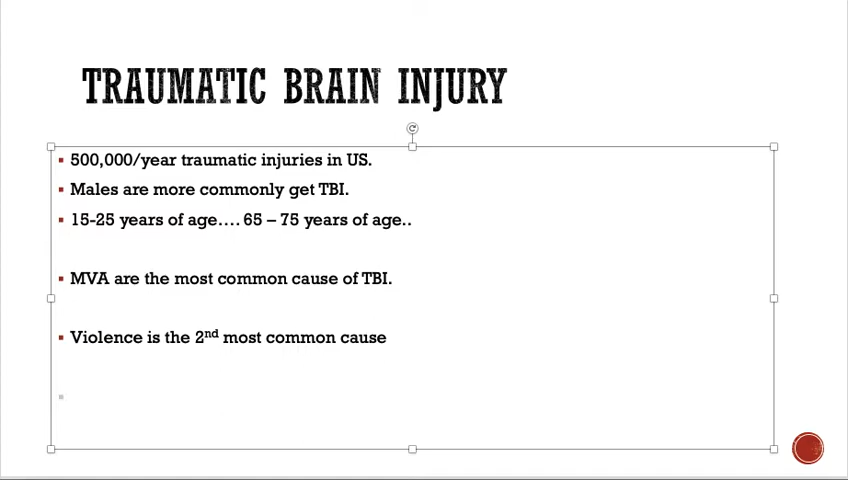 TRAUMATIC BRAIN INJURY
500,000/year traumatic injuries in US.
Males are more commonly get TBI.
15-25 years of age…. 65 – 75 years of age..
MVA are the most common cause of TBI.
Violence is the 2nd most common cause